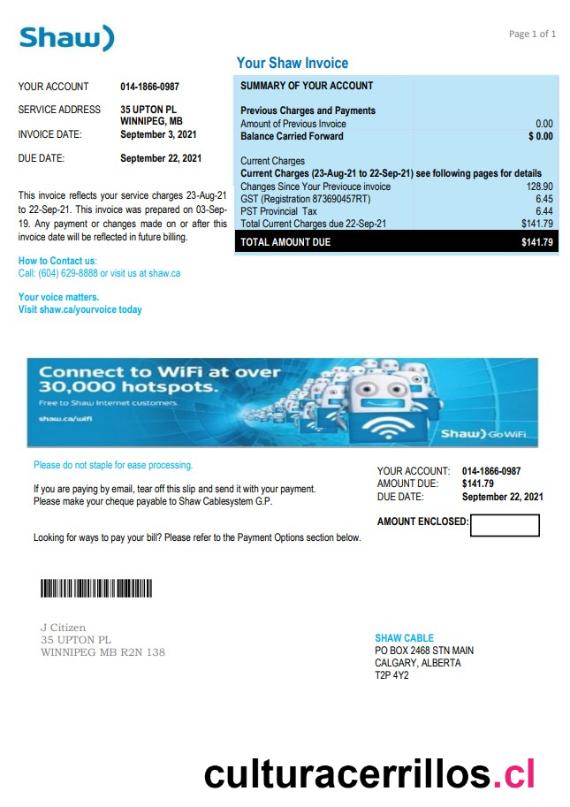 Shaw)
Page 1 of 1
Your Shaw Invoice
YOUR ACCOUNT 014-1866-0987
SERVICE ADDRESS 35 UPTON PL
WINNIPEG, MB
INVOICE DATE: September 3, 2021
DUE DATE: September 22, 2021
This invoice reflects your service charges 23-Aug-21
to 22-Sep-21. This invoice was prepared on 03-Sep-
19. Any payment or changes made on or after this
invoice date will be reflected in future billing.
How to Contact us:
Call: (604) 629-8888 or visit us at shaw.ca
Your voice matters.
Visit shaw.ca/yourvoice today
SUMMARY OF YOUR ACCOUNT
Previous Charges and Payments
Amount of Previous Invoice 0.00
Balance Carried Forward $ 0.00
Current Charges
Current Charges (23-Aug-21 to 22-Sep-21) see following pages for details
Changes Since Your Previouce invoice 128.90
GST (Registration 873690457RT) 6.45
PST Provincial Tax 6.44
Total Current Charges due 22-Sep-21 $141.79
TOTAL AMOUNT DUE $141.79
Connect to WiFi at over
30,000 hotspots.
Free to Shaw Internet customers.
shaw.ca/wifi
Shaw) Go WiFi
Please do not staple for ease processing.
If you are paying by email, tear off this slip and send it with your payment.
Please make your cheque payable to Shaw Cablesystem G.P.
Looking for ways to pay your bill? Please refer to the Payment Options section below.
YOUR ACCOUNT: 014-1866-0987
AMOUNT DUE: $141.79
DUE DATE: September 22, 2021
AMOUNT ENCLOSED:
J Citizen
35 UPTON PL
WINNIPEG MB R2N 138
SHAW CABLE
PO BOX 2468 STN MAIN
CALGARY, ALBERTA
T2P 4Y2
culturacerrillos.cl